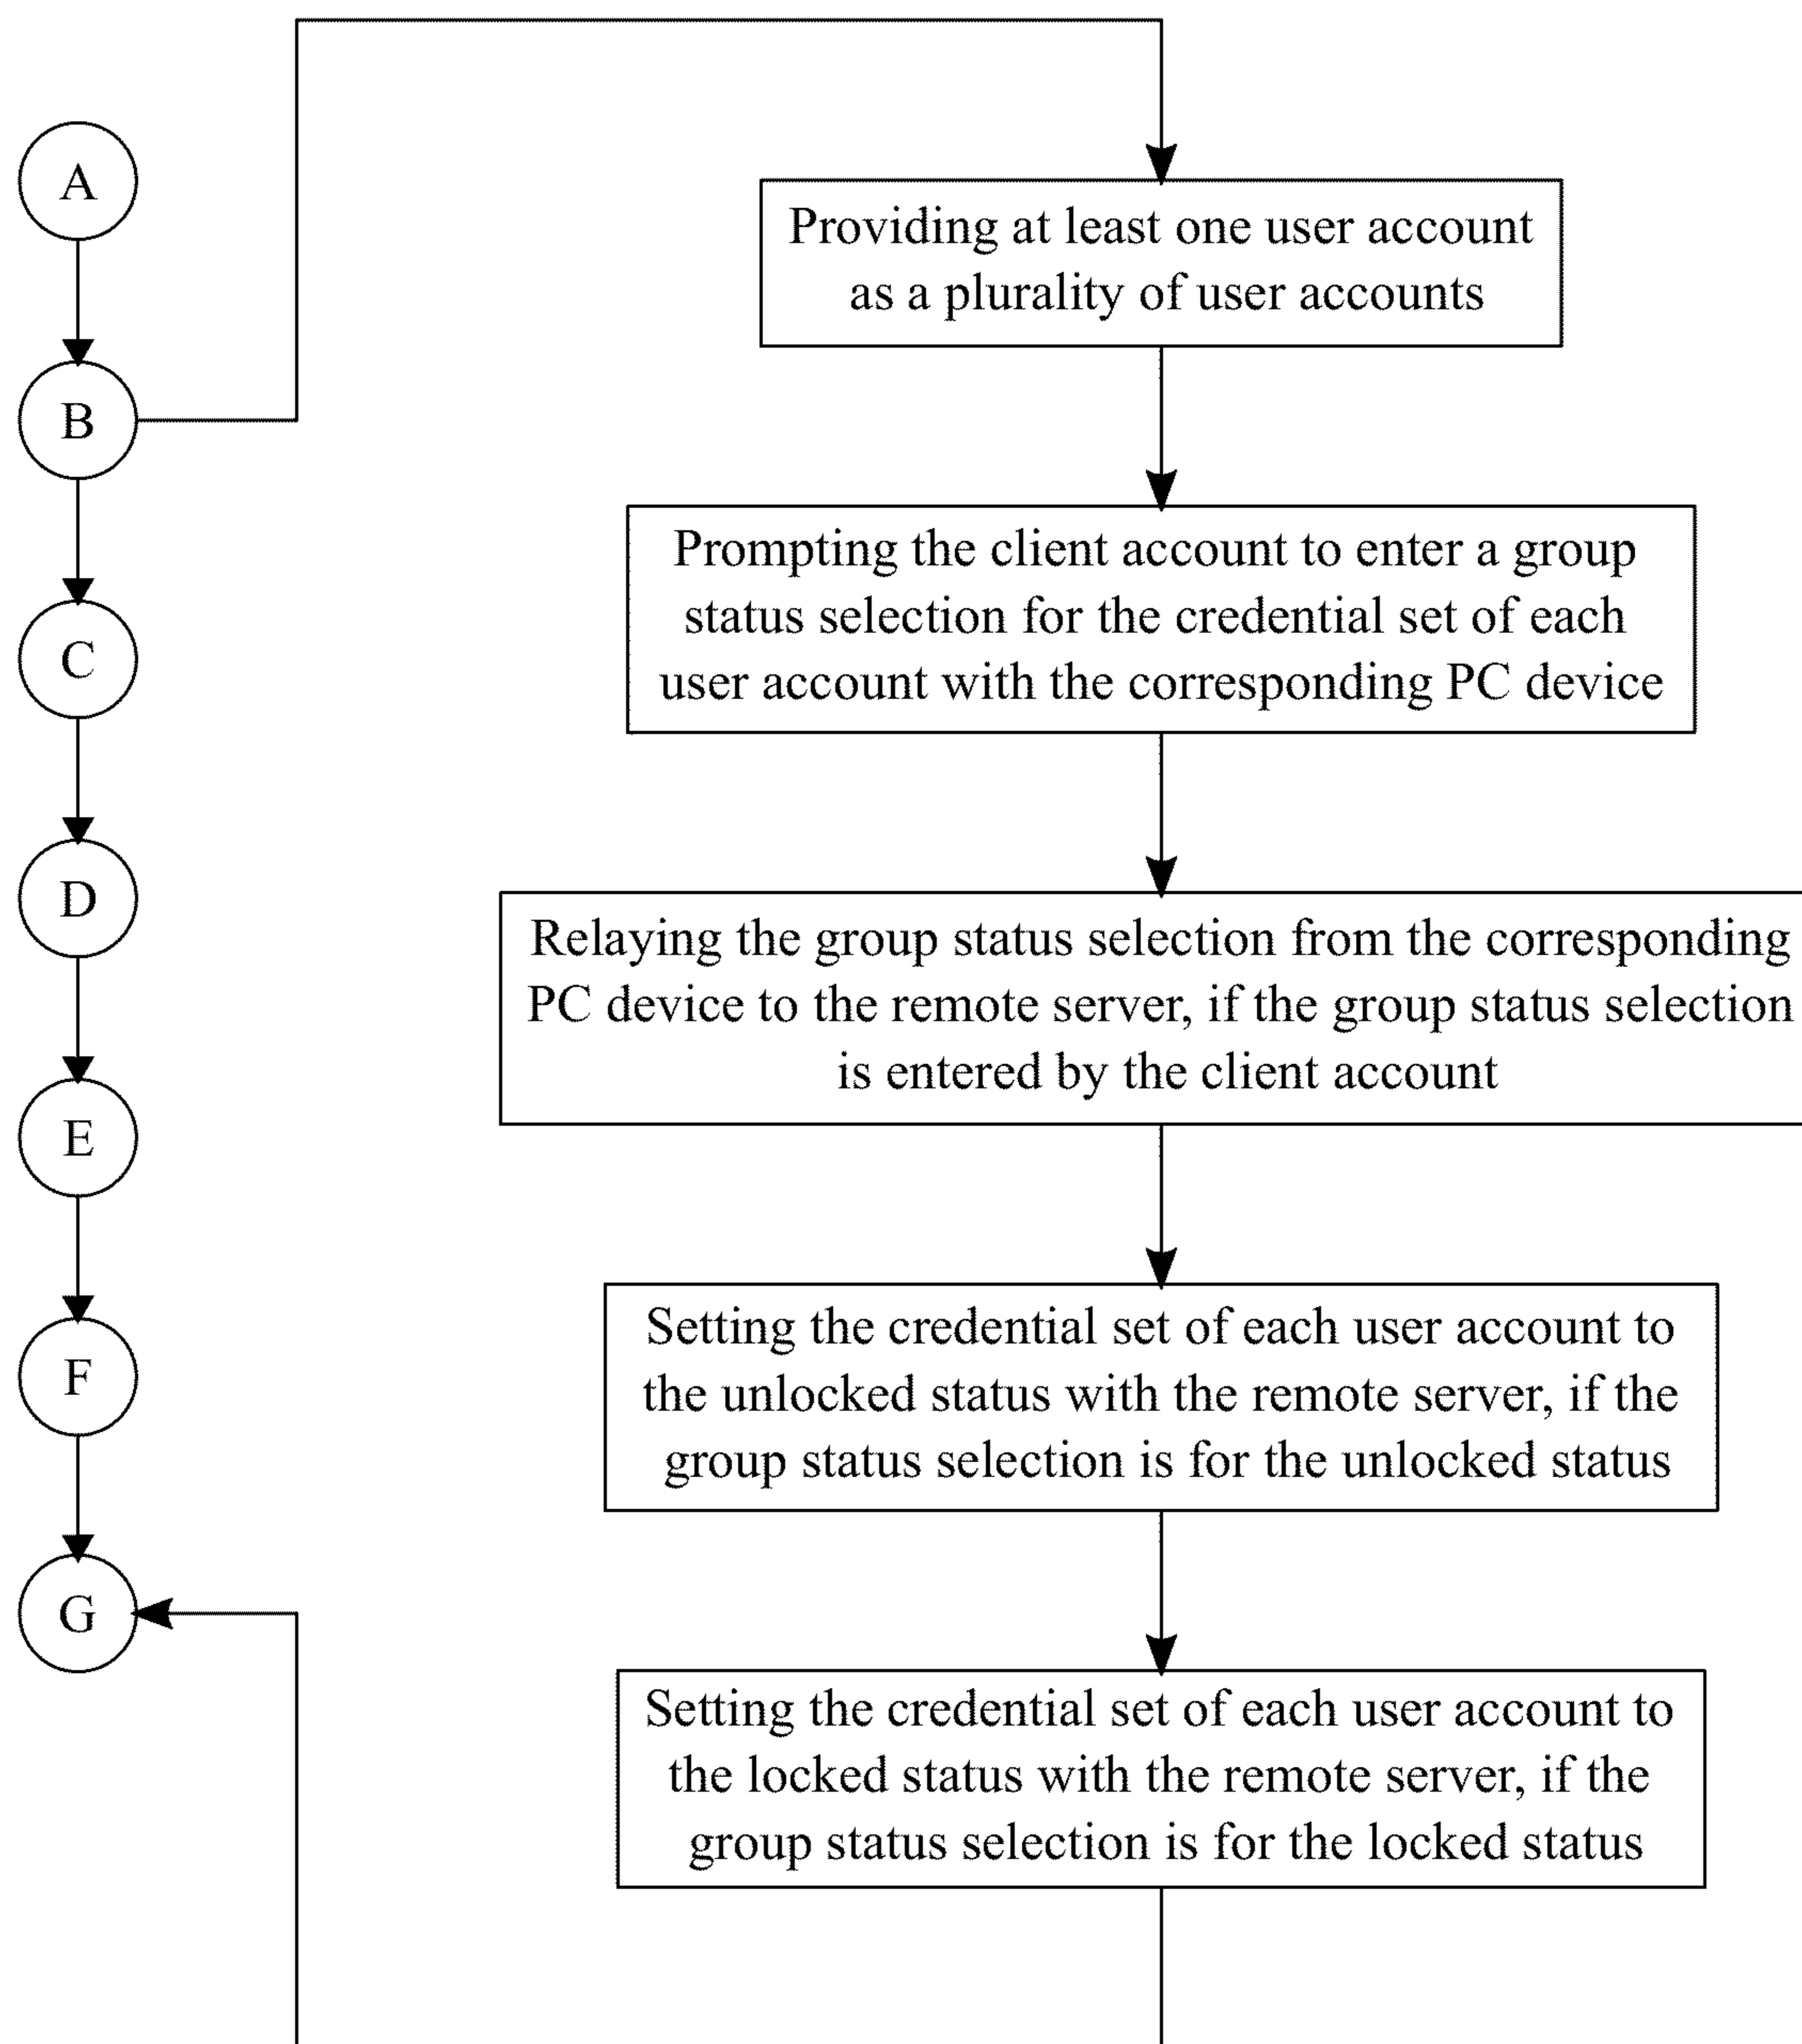 A
B
C
D
E
F
G
Providing at least one user account
as a plurality of user accounts
Prompting the client account to enter a group
status selection for the credential set of each
user account with the corresponding PC device
Relaying the group status selection from the corresponding
PC device to the remote server, if the group status selection
is entered by the client account
Setting the credential set of each user account to
the unlocked status with the remote server, if the
group status selection is for the unlocked status
Setting the credential set of each user account to
the locked status with the remote server, if the
group status selection is for the locked status